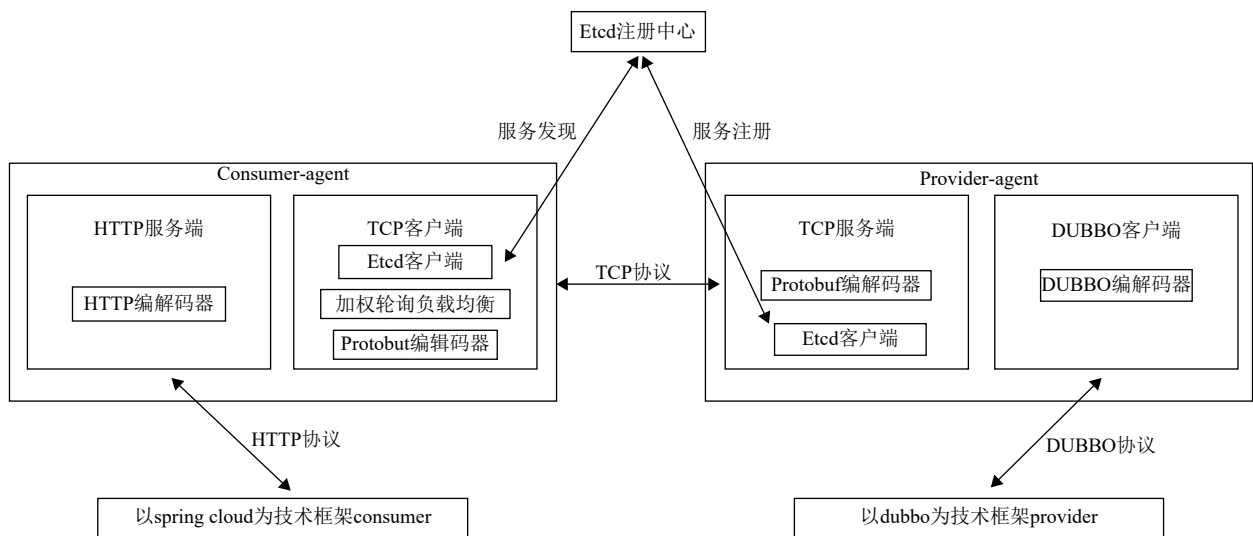 Etcd注册中心
服务发现
服务注册
Consumer-agent
HTTP服务端
HTTP编解码器
TCP客户端
Etcd客户端
加权轮询负载均衡
Protobut编辑码器
TCP协议
Provider-agent
TCP服务端
Protobuf编解码器
Etcd客户端
DUBBO客户端
DUBBO编解码器
HTTP协议
DUBBO协议
以spring cloud为技术框架consumer
以dubbo为技术框架provider